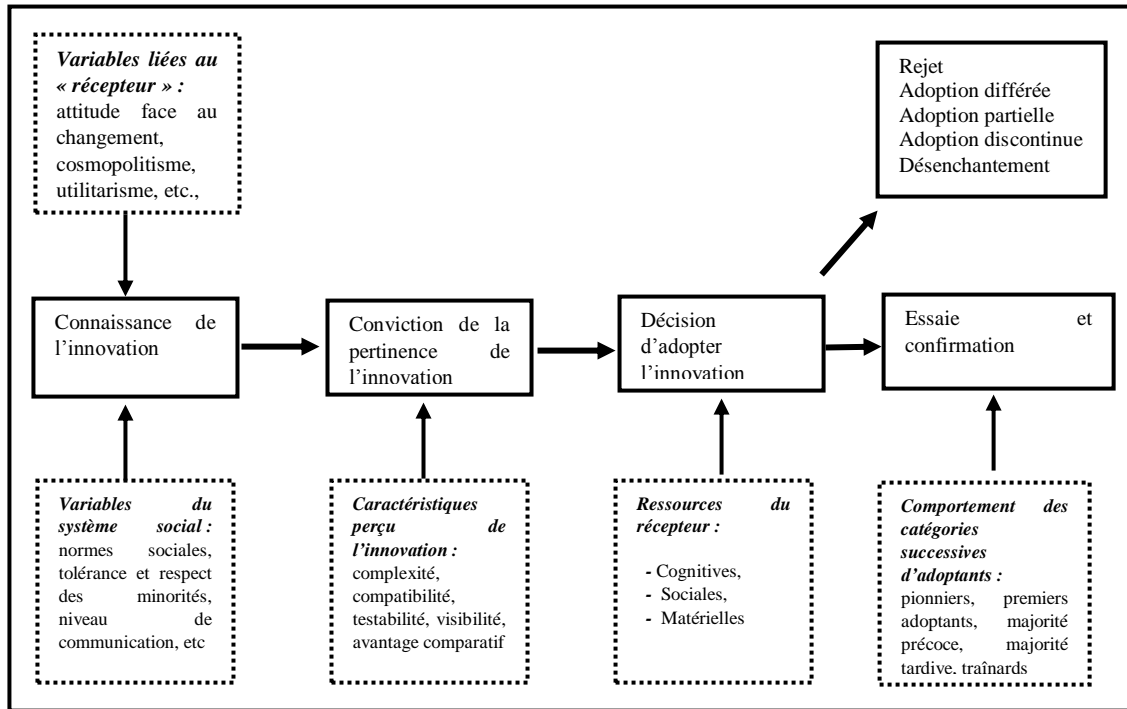 Variables liées au
« récepteur » :
attitude face au
changement,
cosmopolitisme,
utilitarisme, etc.,
Rejet
Adoption différée
Adoption partielle
Adoption discontinue
Désenchantement
Connaissance de
l’innovation
Conviction de la
pertinence de
l’innovation
Décision
d’adopter
l’innovation
Essaie et
confirmation
Variables du
système social :
normes sociales,
tolérance et respect
des minorités,
niveau de
communication, etc
Caractéristiques
perçu de
l’innovation :
complexité,
compatibilité,
testabilité, visibilité,
avantage comparatif
Ressources du
récepteur :
- Cognitives,
- Sociales,
- Matérielles
Comportement des
catégories
successives
d’adoptants :
pionniers, premiers
adoptants, majorité
précoce, majorité
tardive. traînards